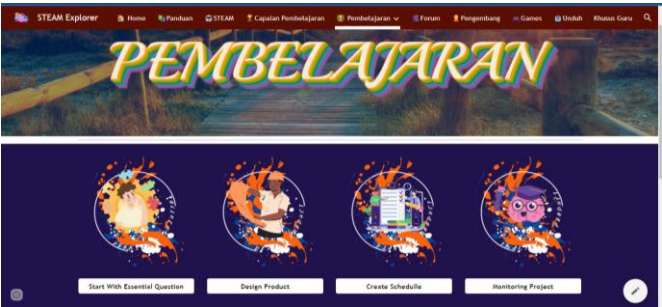 STEAM Explorer Home Panduan STEAM Capaian Pembelajaran Pembelajaran Forum Pengembang Games Unduh Khusus Guru
PEMBELAJARAN
Start With Essential Question Design Product Create Schedulle Monitoring Project